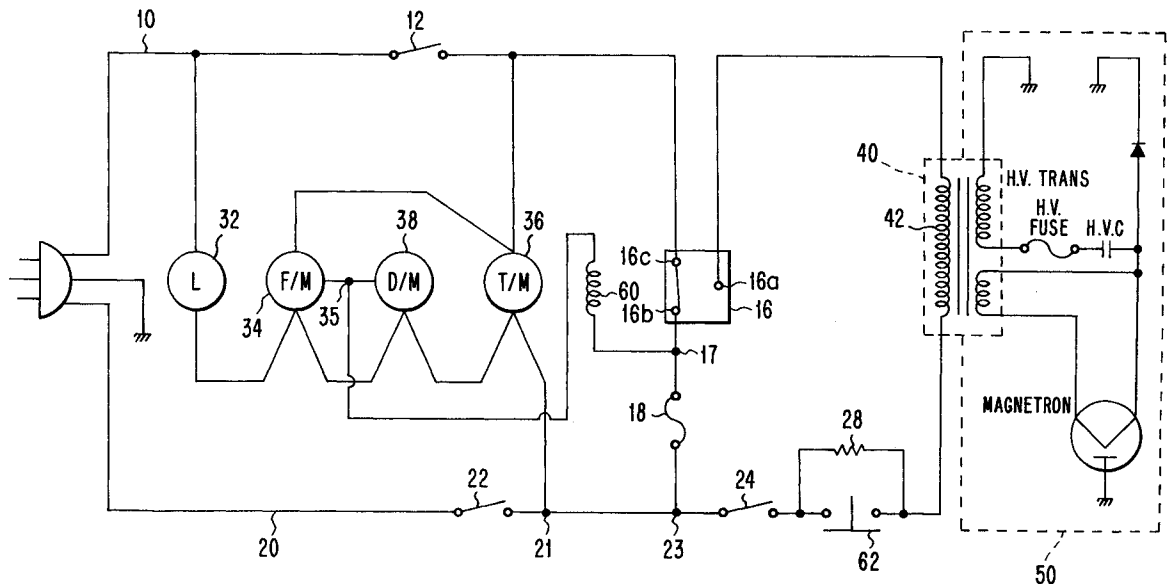 10
12
40
H.V. TRANS
H.V.
FUSE
H.V.C
42
32
38
36
L
F/M
D/M
T/M
34
35
60
16c
16a
16b
16
17
18
MAGNETRON
28
22
24
20
21
23
62
50